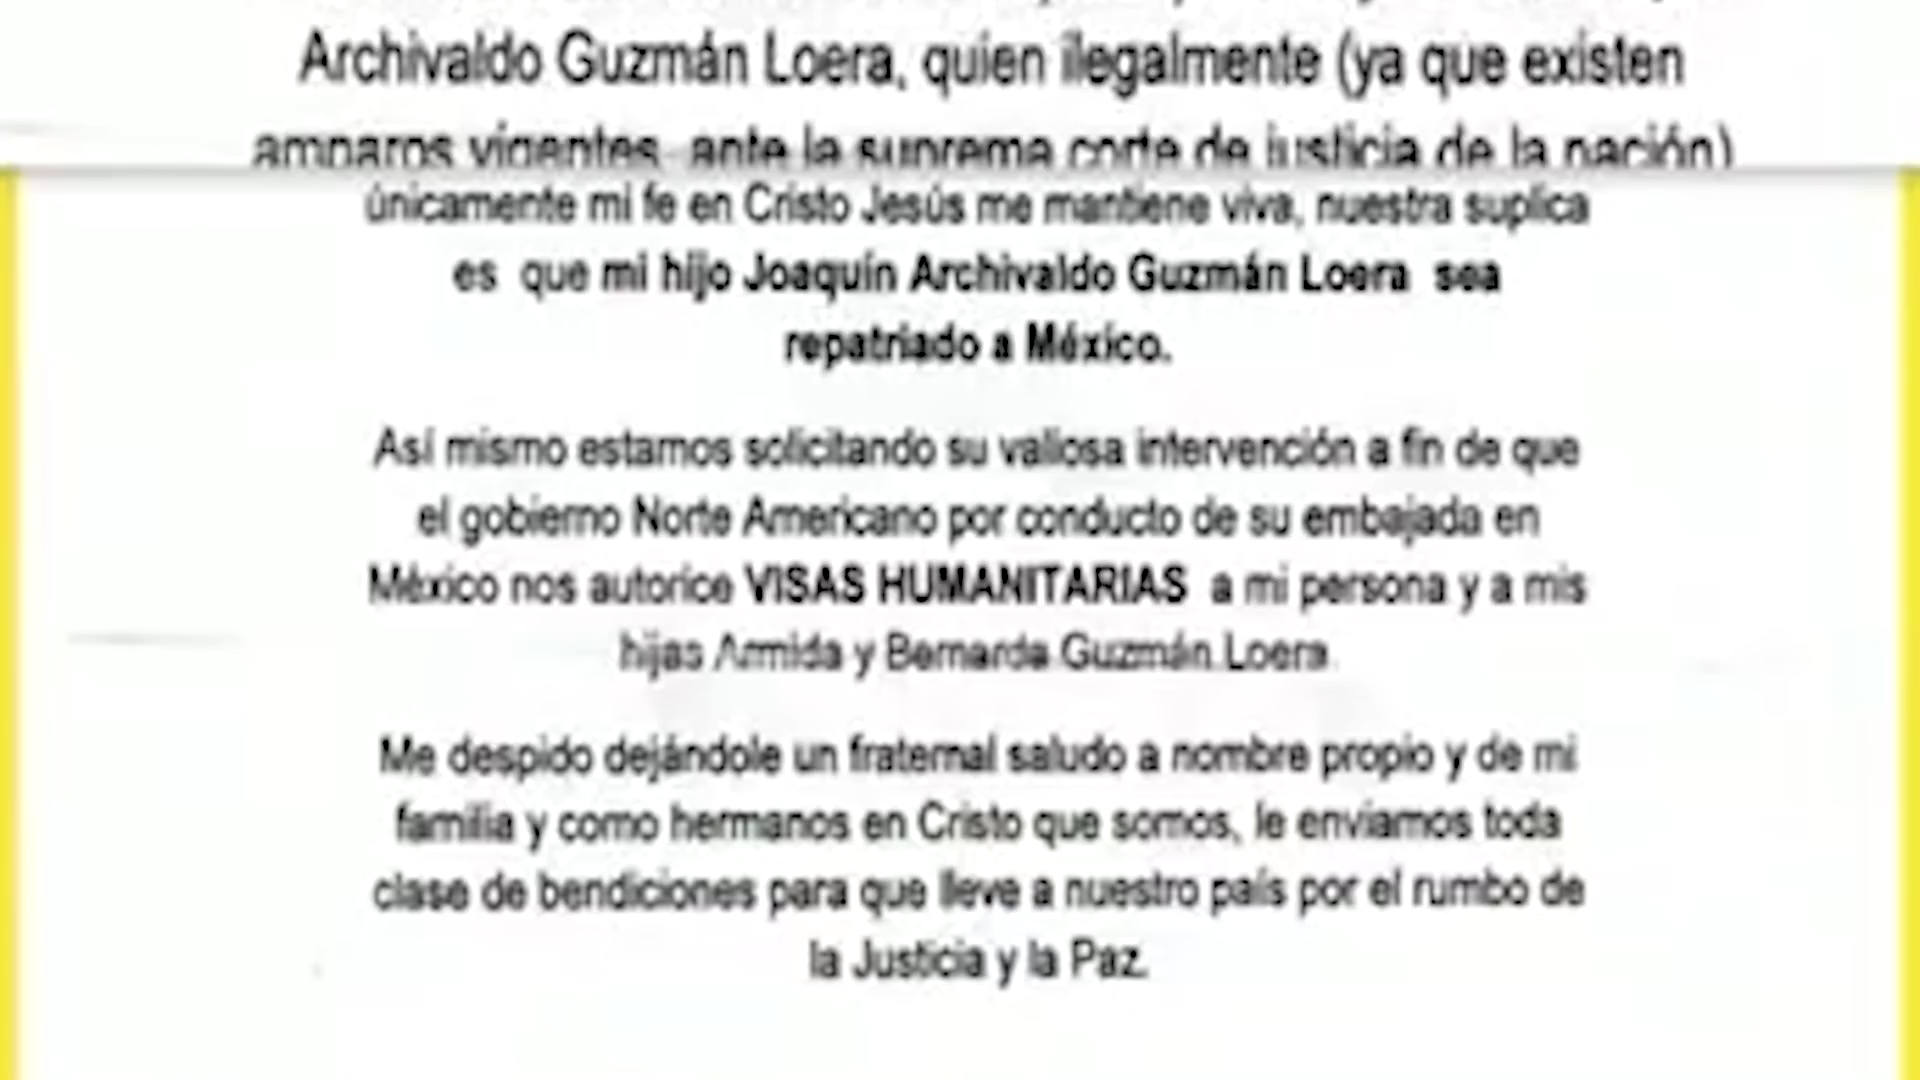 Archivaldo Guzmán Loera, quien ilegalmente (ya que existen
amparos vigentes ante la suprema corte de justicia de la nación)
únicamente mi fe en Cristo Jesús me mantiene viva, nuestra suplica
es que mi hijo Joaquín Archivaldo Guzmán Loera sea
repatriado a México.
Así mismo estamos solicitando su valiosa intervención a fin de que
el gobierno Norte Americano por conducto de su embajada en
México nos autorice VISAS HUMANITARIAS a mi persona y a mis
hijas Armida y Bernarda Guzmán Loera.
Me despido dejándole un fraternal saludo a nombre propio y de mi
familia y como hermanos en Cristo que somos, le enviamos toda
clase de bendiciones para que lleve a nuestro país por el rumbo de
la Justicia y la Paz.